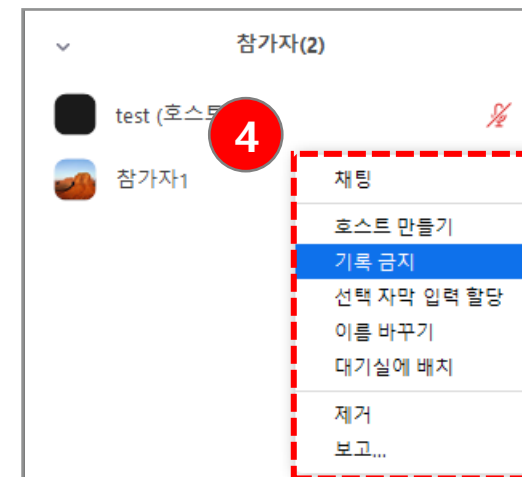 참가자(2)
test (호스트
4
참가자1
채팅
호스트 만들기
기록 금지
선택 자막 입력 할당
이름 바꾸기
대기실에 배치
제거
보고...